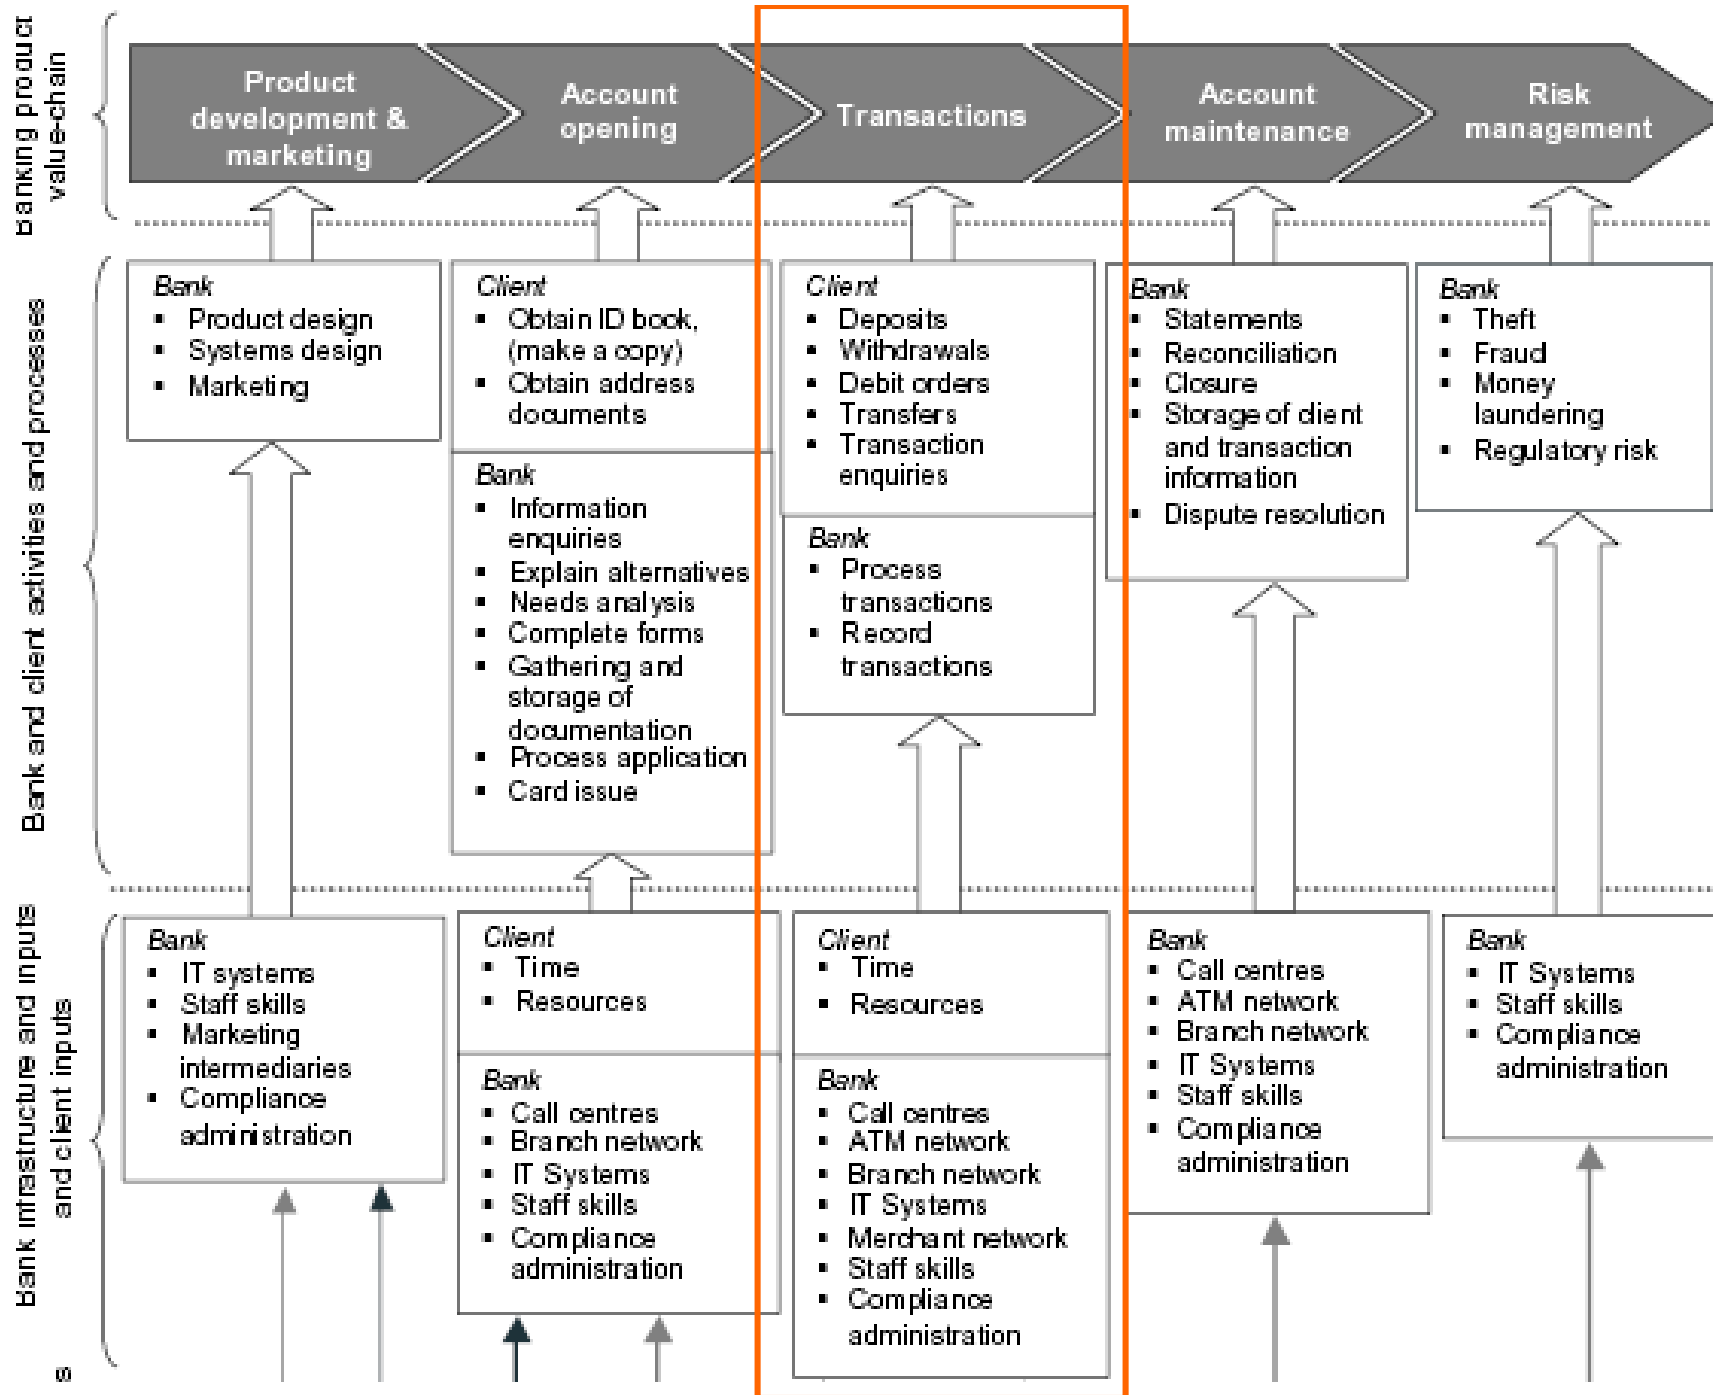 Banking product
value-chain
Product
development &
marketing
Account
opening
Transactions
Account
maintenance
Risk
management
Bank and client activities and processes
Bank
▪ Product design
▪ Systems design
▪ Marketing
Client
▪ Obtain ID book,
(make a copy)
▪ Obtain address
documents
Bank
▪ Information
enquiries
▪ Explain alternatives
▪ Needs analysis
▪ Complete forms
▪ Gathering and
storage of
documentation
▪ Process application
▪ Card issue
Client
▪ Deposits
▪ Withdrawals
▪ Debit orders
▪ Transfers
▪ Transaction
enquiries
Bank
▪ Process
transactions
▪ Record
transactions
Bank
▪ Statements
▪ Reconciliation
▪ Closure
▪ Storage of client
and transaction
information
▪ Dispute resolution
Bank
▪ Theft
▪ Fraud
▪ Money
laundering
▪ Regulatory risk
Bank infrastructure and inputs
and client inputs
Bank
▪ IT systems
▪ Staff skills
▪ Marketing
intermediaries
▪ Compliance
administration
Client
▪ Time
▪ Resources
Bank
▪ Call centres
▪ Branch network
▪ IT Systems
▪ Staff skills
▪ Compliance
administration
Client
▪ Time
▪ Resources
Bank
▪ Call centres
▪ ATM network
▪ Branch network
▪ IT Systems
▪ Merchant network
▪ Staff skills
▪ Compliance
administration
Bank
▪ Call centres
▪ ATM network
▪ Branch network
▪ IT Systems
▪ Staff skills
▪ Compliance
administration
Bank
▪ IT Systems
▪ Staff skills
▪ Compliance
administration
s